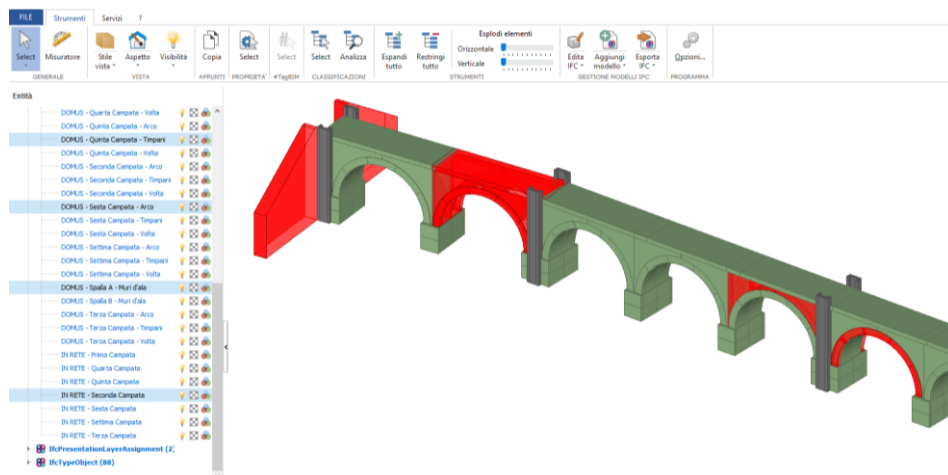 FILE Strumenti Servizi ?
Esplodi elementi
Select Misuratore Stile vista Aspetto Visibilità Copia Select Select Select Analizza Espandi tutto Restringi tutto Orizzontale Verticale Edita IFC Aggiungi modello Esporta IFC Opzioni...
GENERALE VISTA APPUNTI PROPRIETA' #TagBIM CLASSIFICAZIONI STRUMENTI GESTIONE MODELLI IFC PROGRAMMA
Entità
DOMUS - Quarta Campata - Volta
DOMUS - Quinta Campata - Arco
DOMUS - Quinta Campata - Timpani
DOMUS - Quinta Campata - Volta
DOMUS - Seconda Campata - Arco
DOMUS - Seconda Campata - Timpani
DOMUS - Seconda Campata - Volta
DOMUS - Sesta Campata - Arco
DOMUS - Sesta Campata - Timpani
DOMUS - Sesta Campata - Volta
DOMUS - Settima Campata - Arco
DOMUS - Settima Campata - Timpani
DOMUS - Settima Campata - Volta
DOMUS - Spalla A - Muri d'ala
DOMUS - Spalla B - Muri d'ala
DOMUS - Terza Campata - Arco
DOMUS - Terza Campata - Timpani
DOMUS - Terza Campata - Volta
IN RETE - Prima Campata
IN RETE - Quarta Campata
IN RETE - Quinta Campata
IN RETE - Seconda Campata
IN RETE - Sesta Campata
IN RETE - Settima Campata
IN RETE - Terza Campata
IfcPresentationLayerAssignment (2)
IfcTypeObject (88)